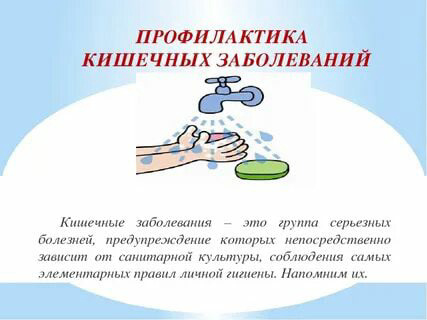 ПРОФИЛАКТИКА
КИШЕЧНЫХ ЗАБОЛЕВАНИЙ
Кишечные заболевания – это группа серьезных
болезней, предупреждение которых непосредственно
зависит от санитарной культуры, соблюдения самых
элементарных правил личной гигиены. Напомним их.